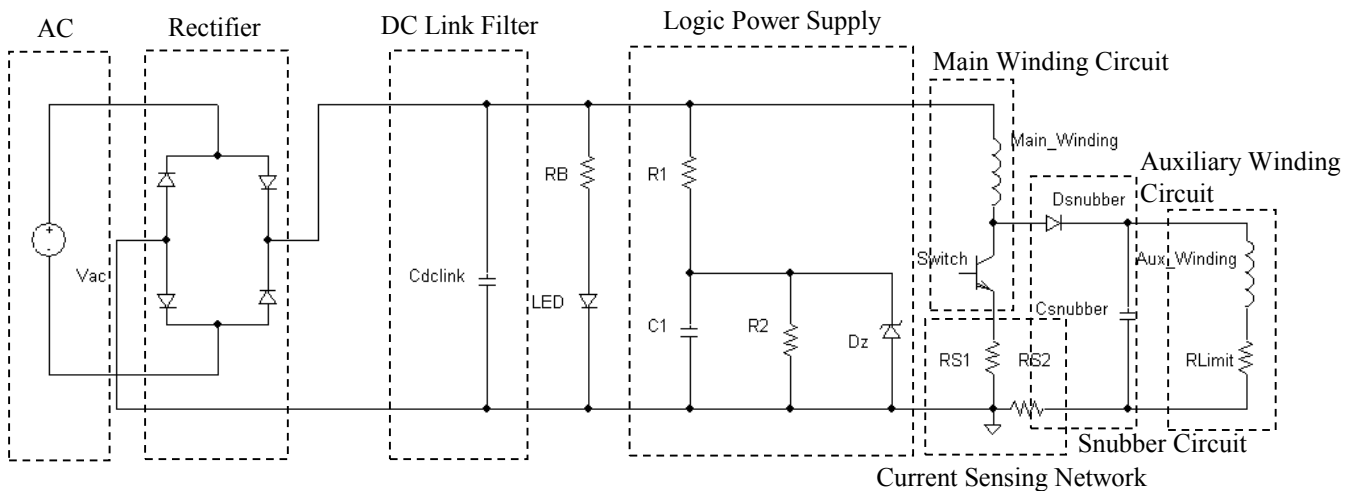 AC
Rectifier
DC Link Filter
Logic Power Supply
Main Winding Circuit
Main_Winding
Auxiliary Winding
Circuit
RB
R1
Dsnubber
Switch
Aux_Winding
Vac
+
-
Cdclink
LED
C1
R2
Dz
Csnubber
RS1
RS2
RLimit
Snubber Circuit
Current Sensing Network